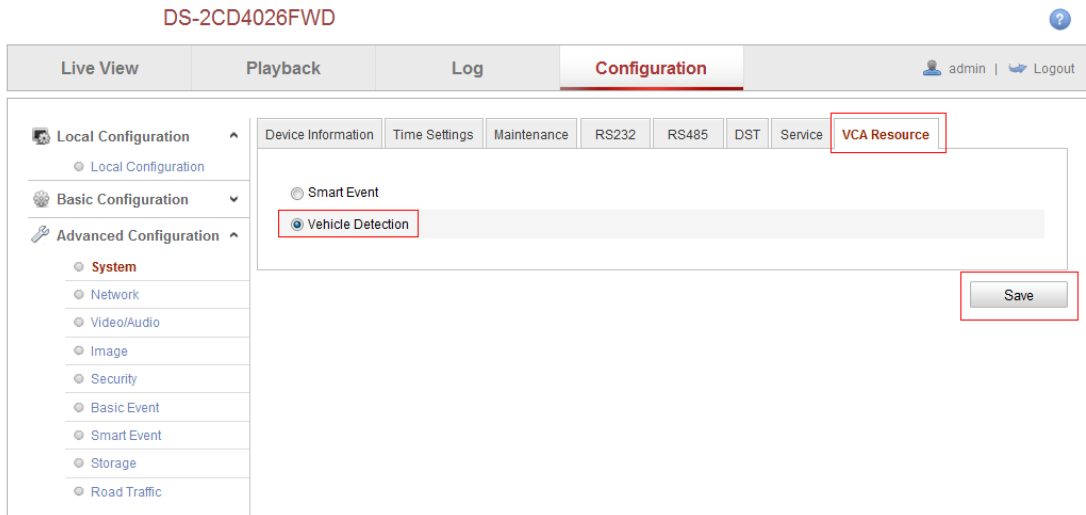 DS-2CD4026FWD
?
Live View Playback Log Configuration admin | Logout
Local Configuration
Local Configuration
Basic Configuration
Advanced Configuration
System
Network
Video/Audio
Image
Security
Basic Event
Smart Event
Storage
Road Traffic
Device Information Time Settings Maintenance RS232 RS485 DST Service VCA Resource
Smart Event
Vehicle Detection
Save